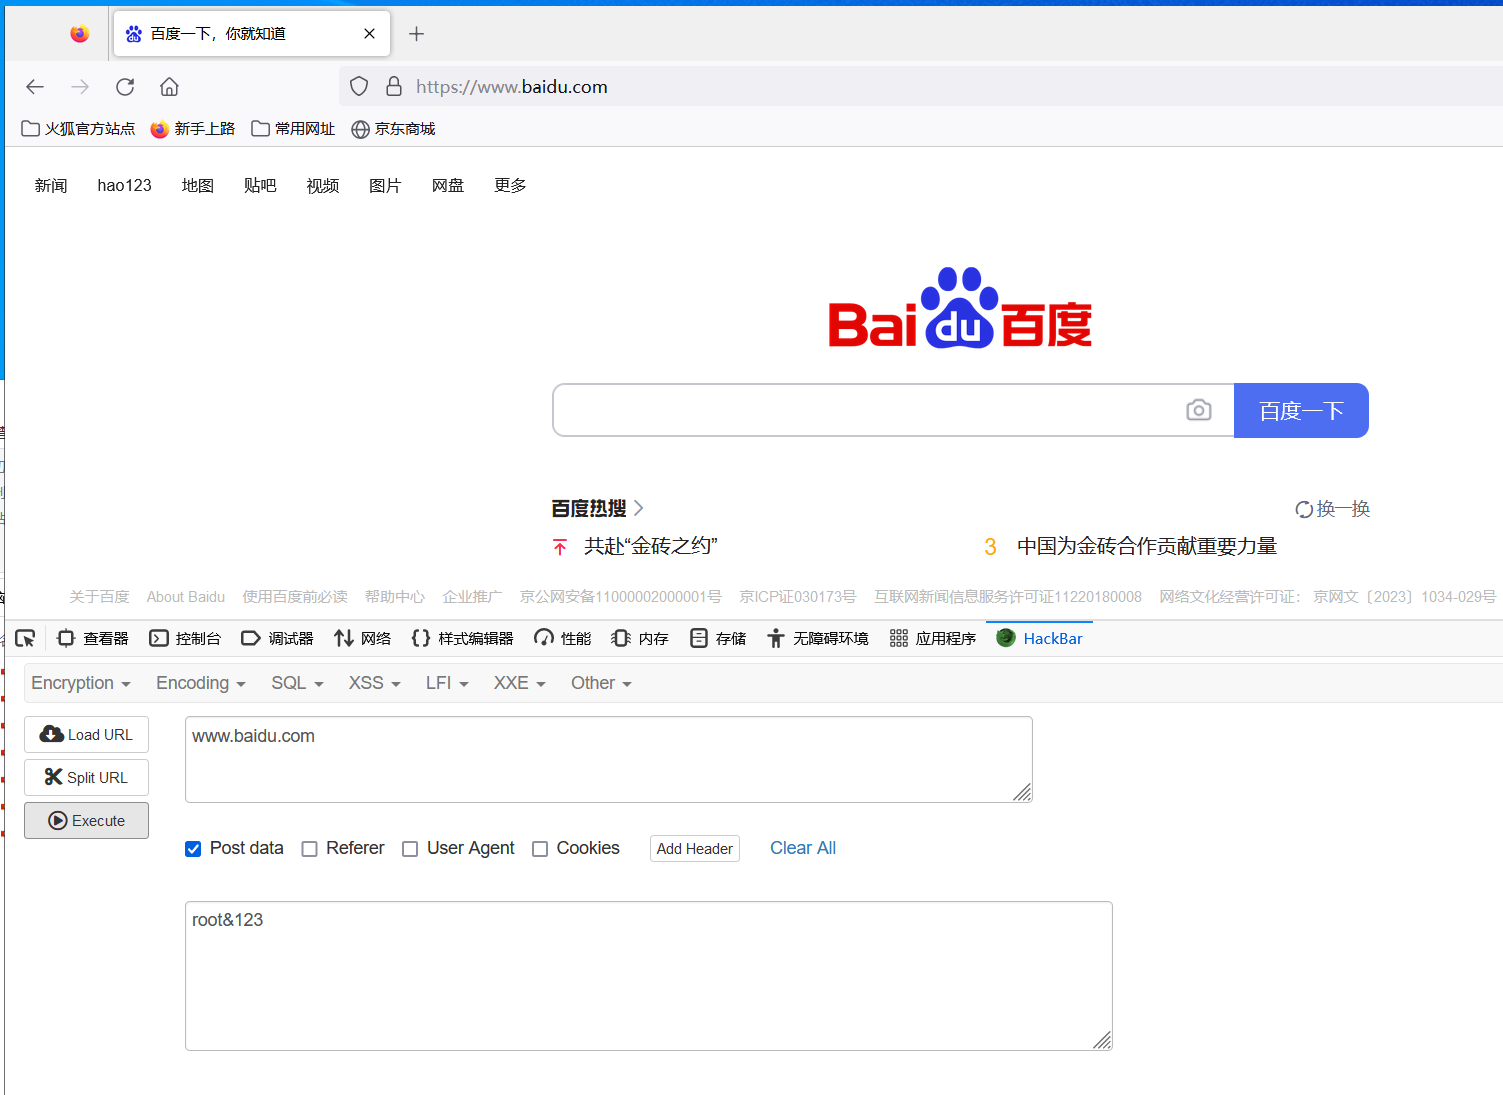 百度一下，你就知道
https://www.baidu.com
火狐官方站点 新手上路 常用网址 京东商城
新闻 hao123 地图 贴吧 视频 图片 网盘 更多
Bai du 百度
百度一下
百度热搜 换一换
共赴“金砖之约” 3 中国为金砖合作贡献重要力量
关于百度 About Baidu 使用百度前必读 帮助中心 企业推广 京公网安备11000002000001号 京ICP证030173号 互联网新闻信息服务许可证11220180008 网络文化经营许可证： 京网文〔2023〕1034-029号
查看器 控制台 调试器 网络 样式编辑器 性能 内存 存储 无障碍环境 应用程序 HackBar
Encryption Encoding SQL XSS LFI XXE Other
Load URL www.baidu.com
Split URL
Execute
Post data Referer User Agent Cookies Add Header Clear All
root&123